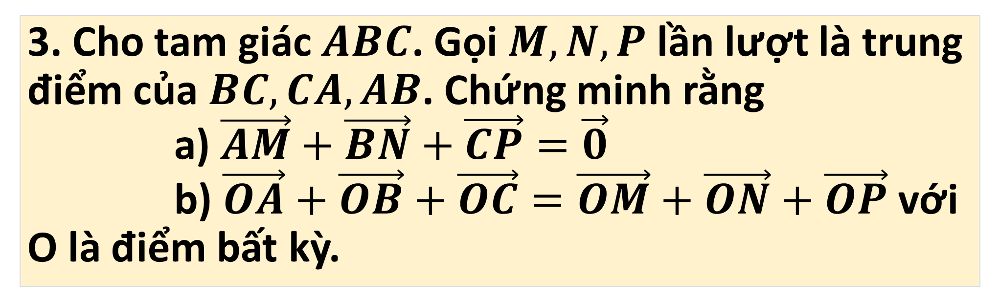 3. Cho tam giác 𝑨𝑩𝑪. Gọi 𝑴, 𝑵, 𝑷 lần lượt là trung
điểm của 𝑩𝑪, 𝑪𝑨, 𝑨𝑩. Chứng minh rằng
a) $\overrightarrow{AM} + \overrightarrow{BN} + \overrightarrow{CP} = \overrightarrow{0}$
b) $\overrightarrow{OA} + \overrightarrow{OB} + \overrightarrow{OC} = \overrightarrow{OM} + \overrightarrow{ON} + \overrightarrow{OP}$ với
O là điểm bất kỳ.